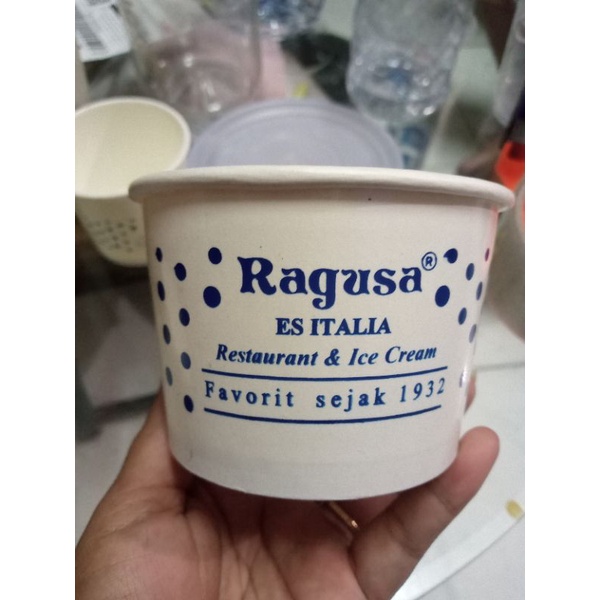 Ragusa®
ES ITALIA
Restaurant & Ice Cream
Favorit sejak 1932